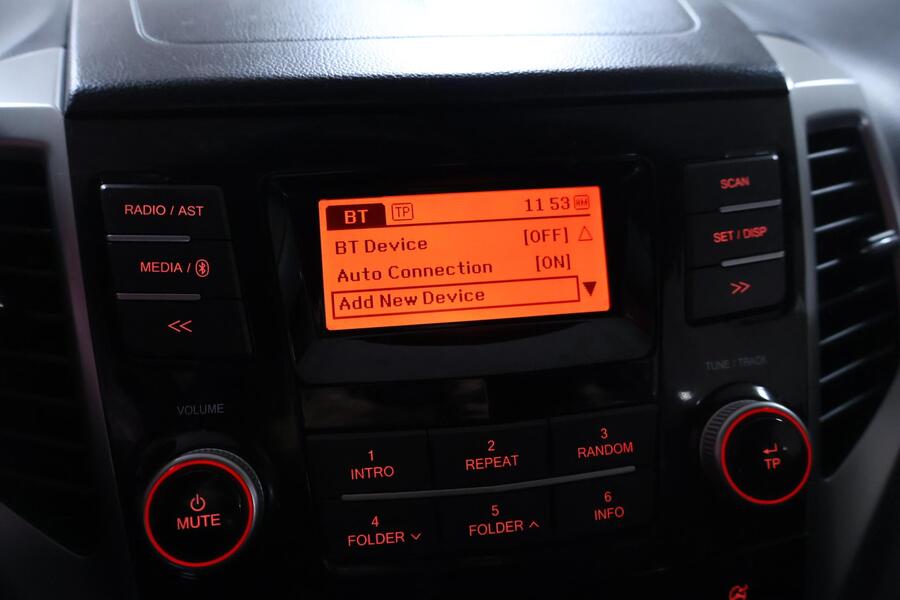 BT TP 11 53 AM
BT Device [OFF]
Auto Connection [ON]
Add New Device
RADIO / AST
MEDIA /
<<
SCAN
SET / DISP
>>
VOLUME
MUTE
TUNE / TRACK
TP
1
INTRO
2
REPEAT
3
RANDOM
4
FOLDER
5
FOLDER
6
INFO